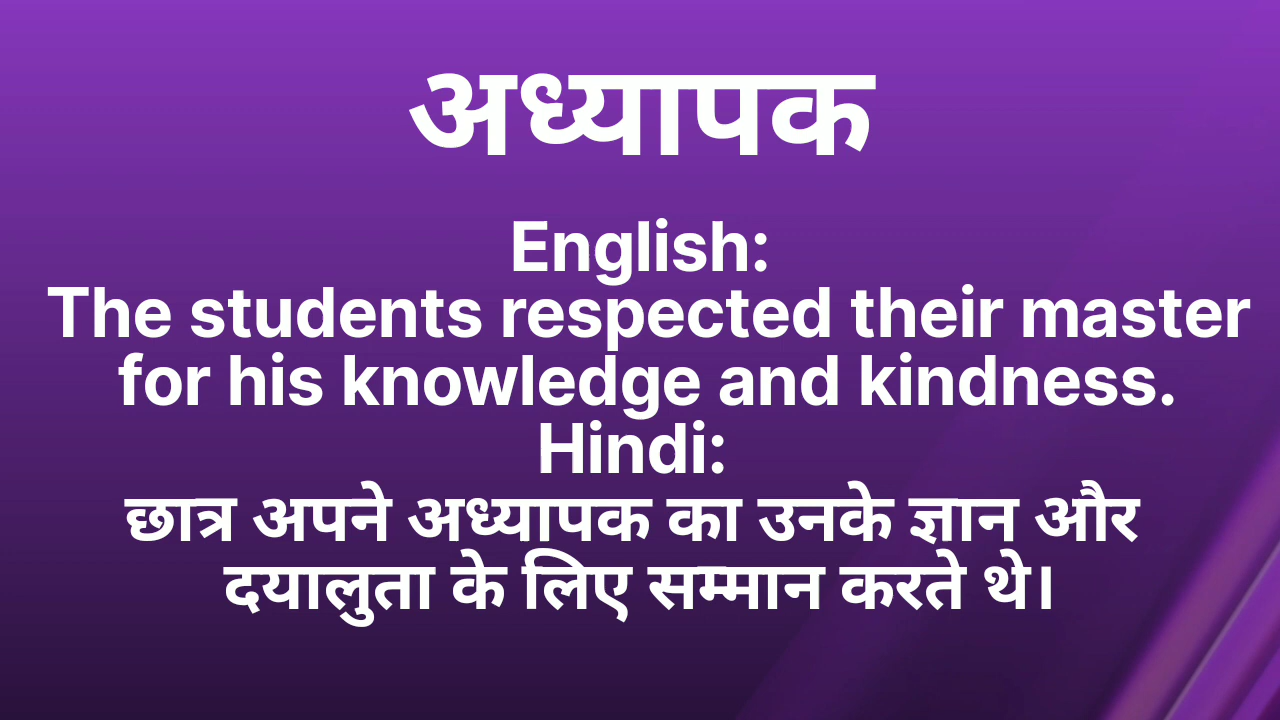 अध्यापक
English:
The students respected their master
for his knowledge and kindness.
Hindi:
छात्र अपने अध्यापक का उनके ज्ञान और
दयालुता के लिए सम्मान करते थे।